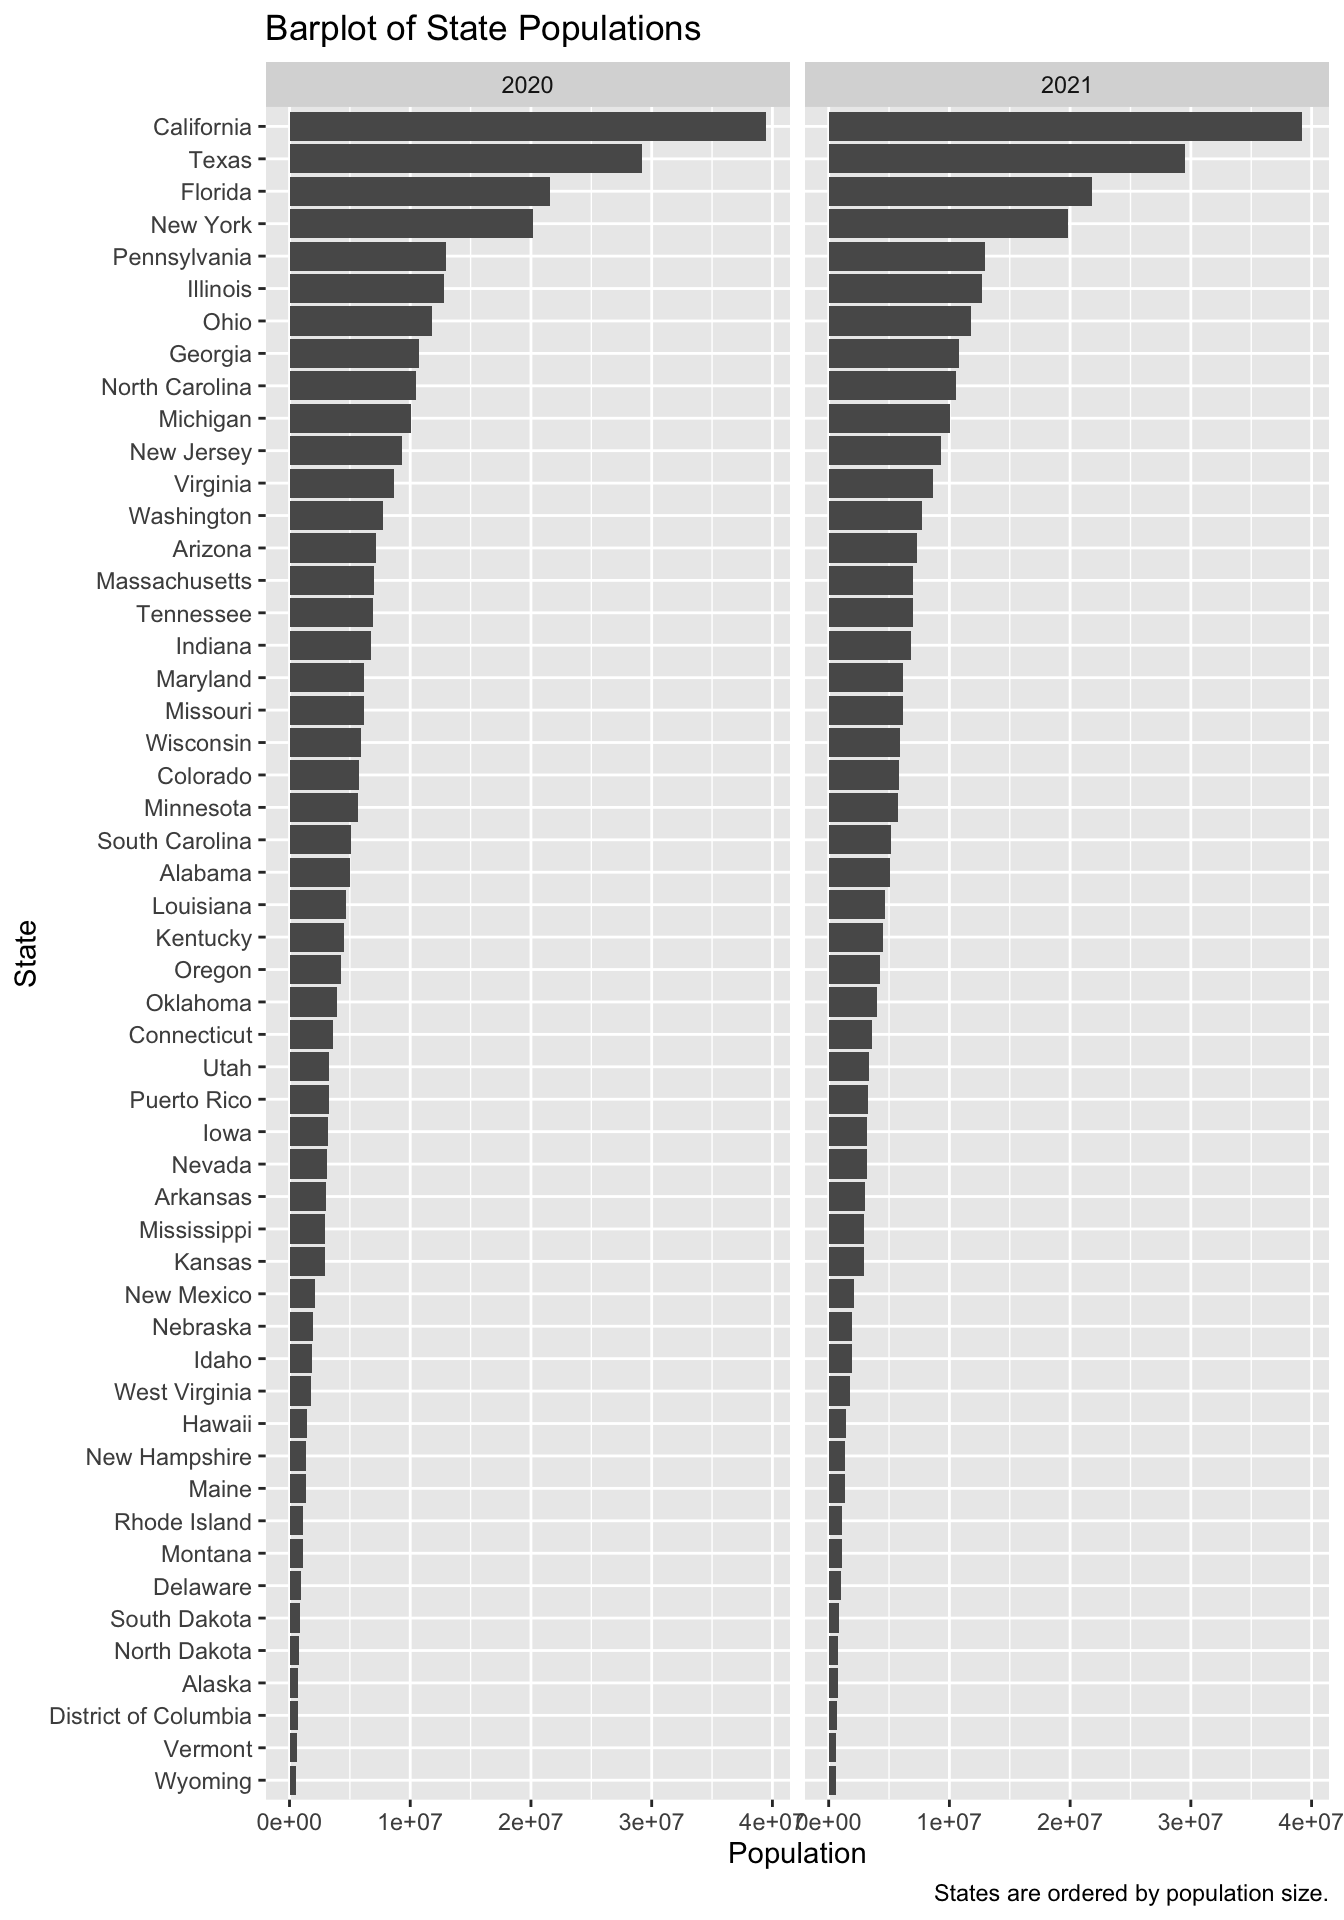 Barplot of State Populations
2020 2021
California
Texas
Florida
New York
Pennsylvania
Illinois
Ohio
Georgia
North Carolina
Michigan
New Jersey
Virginia
Washington
Arizona
Massachusetts
Tennessee
Indiana
Maryland
Missouri
Wisconsin
Colorado
Minnesota
South Carolina
Alabama
Louisiana
Kentucky
Oregon
Oklahoma
Connecticut
Utah
Puerto Rico
Iowa
Nevada
Arkansas
Mississippi
Kansas
New Mexico
Nebraska
Idaho
West Virginia
Hawaii
New Hampshire
Maine
Rhode Island
Montana
Delaware
South Dakota
North Dakota
Alaska
District of Columbia
Vermont
Wyoming
State
0e+00 1e+07 2e+07 3e+07 4e+07 0e+00 1e+07 2e+07 3e+07 4e+07
Population
States are ordered by population size.